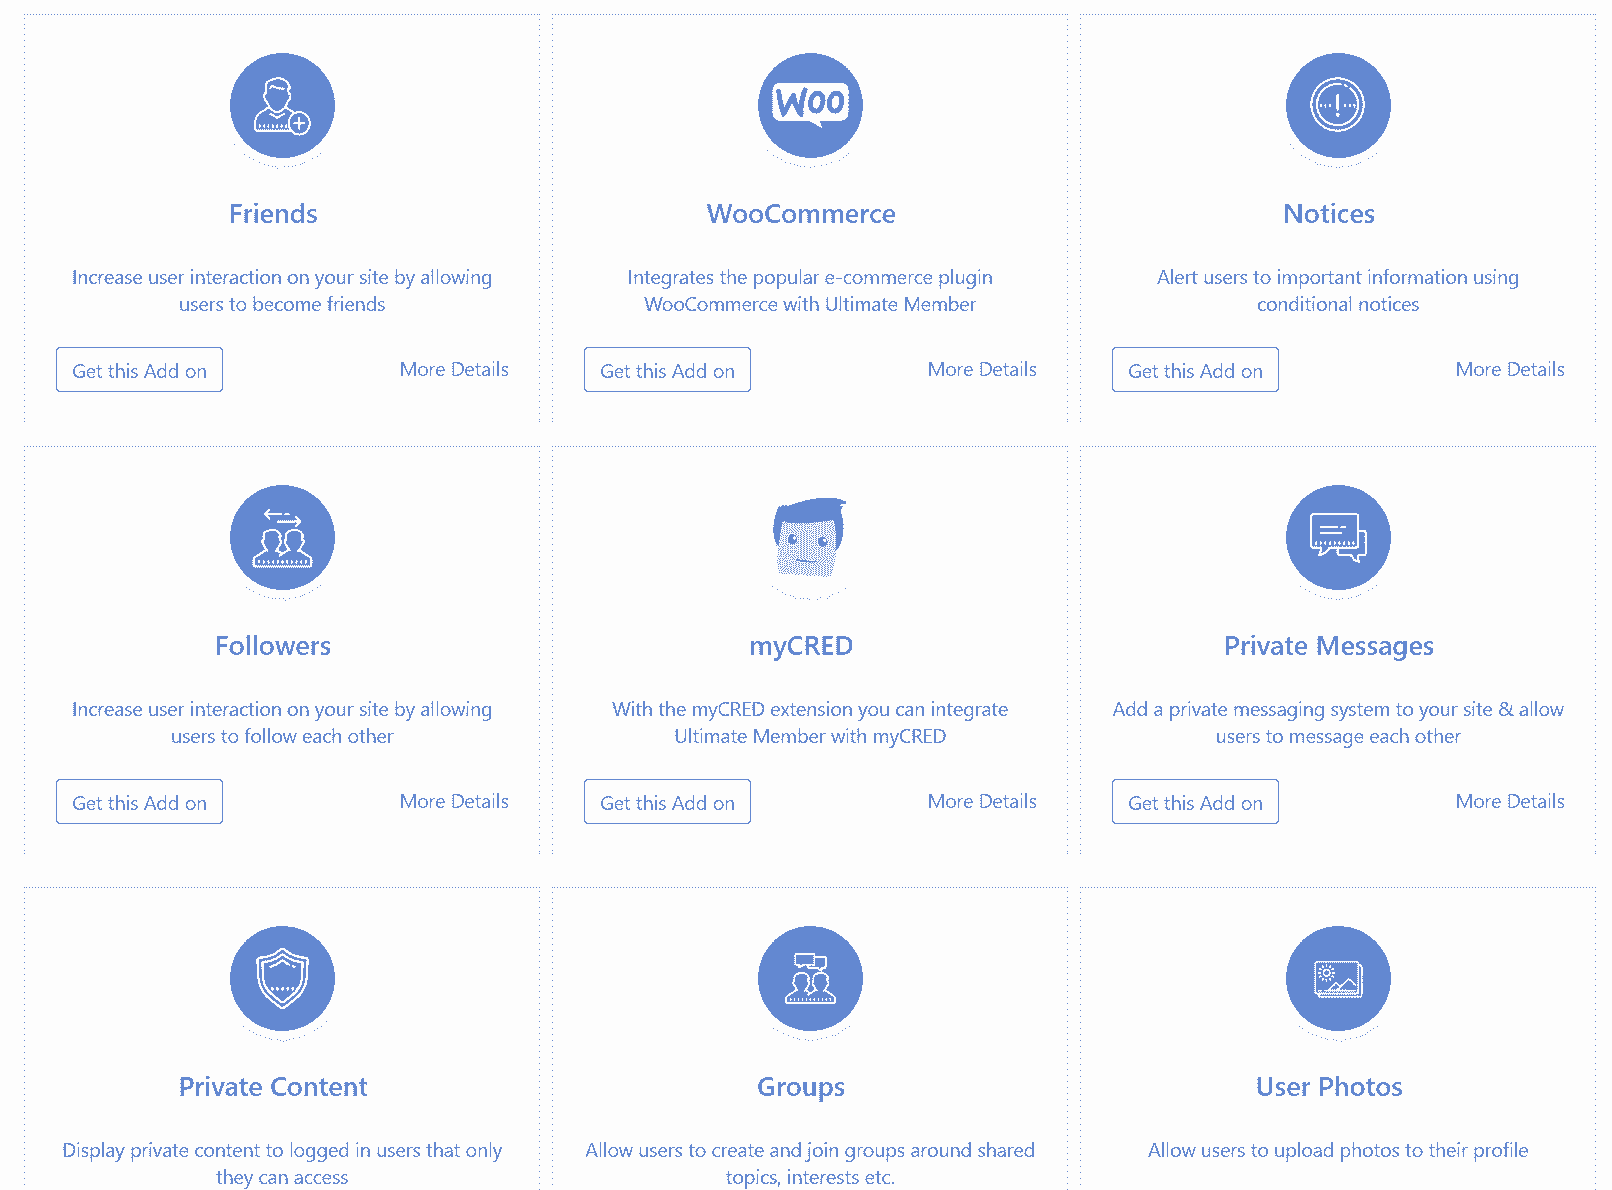 Woo
Friends
Increase user interaction on your site by allowing
users to become friends
Get this Add on
More Details
WooCommerce
Integrates the popular e-commerce plugin
WooCommerce with Ultimate Member
Get this Add on
More Details
Notices
Alert users to important information using
conditional notices
Get this Add on
More Details
Followers
Increase user interaction on your site by allowing
users to follow each other
Get this Add on
More Details
myCRED
With the myCRED extension you can integrate
Ultimate Member with myCRED
Get this Add on
More Details
Private Messages
Add a private messaging system to your site & allow
users to message each other
Get this Add on
More Details
Private Content
Display private content to logged in users that only
they can access
Groups
Allow users to create and join groups around shared
topics, interests etc.
User Photos
Allow users to upload photos to their profile